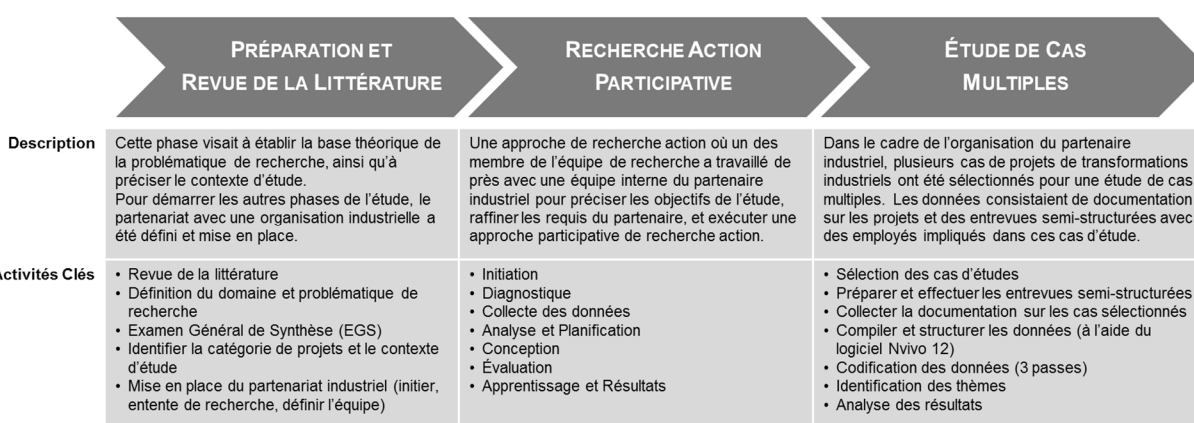 PRÉPARATION ET
REVUE DE LA LITTÉRATURE
RECHERCHE ACTION
PARTICIPATIVE
ÉTUDE DE CAS
MULTIPLES
Description
Cette phase visait à établir la base théorique de
la problématique de recherche, ainsi qu'à
préciser le contexte d'étude.
Pour démarrer les autres phases de l'étude, le
partenariat avec une organisation industrielle a
été défini et mise en place.
Une approche de recherche action où un des
membre de l'équipe de recherche a travaillé de
près avec une équipe interne du partenaire
industriel pour préciser les objectifs de l'étude,
raffiner les requis du partenaire, et exécuter une
approche participative de recherche action.
Dans le cadre de l'organisation du partenaire
industriel, plusieurs cas de projets de transformations
industriels ont été sélectionnés pour une étude de cas
multiples. Les données consistaient de documentation
sur les projets et des entrevues semi-structurées avec
des employés impliqués dans ces cas d'étude.
Activités Clés
• Revue de la littérature
• Définition du domaine et problématique de
recherche
• Examen Général de Synthèse (EGS)
• Identifier la catégorie de projets et le contexte
d'étude
• Mise en place du partenariat industriel (initier,
entente de recherche, définir l'équipe)
• Initiation
• Diagnostique
• Collecte des données
• Analyse et Planification
• Conception
• Évaluation
• Apprentissage et Résultats
• Sélection des cas d'études
• Préparer et effectuer les entrevues semi-structurées
• Collecter la documentation sur les cas sélectionnés
• Compiler et structurer les données (à l'aide du
logiciel Nvivo 12)
• Codification des données (3 passes)
• Identification des thèmes
• Analyse des résultats